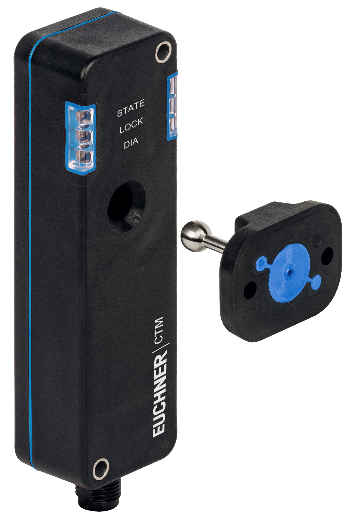 STATE
LOCK
DIA
EUCHNER | CTM